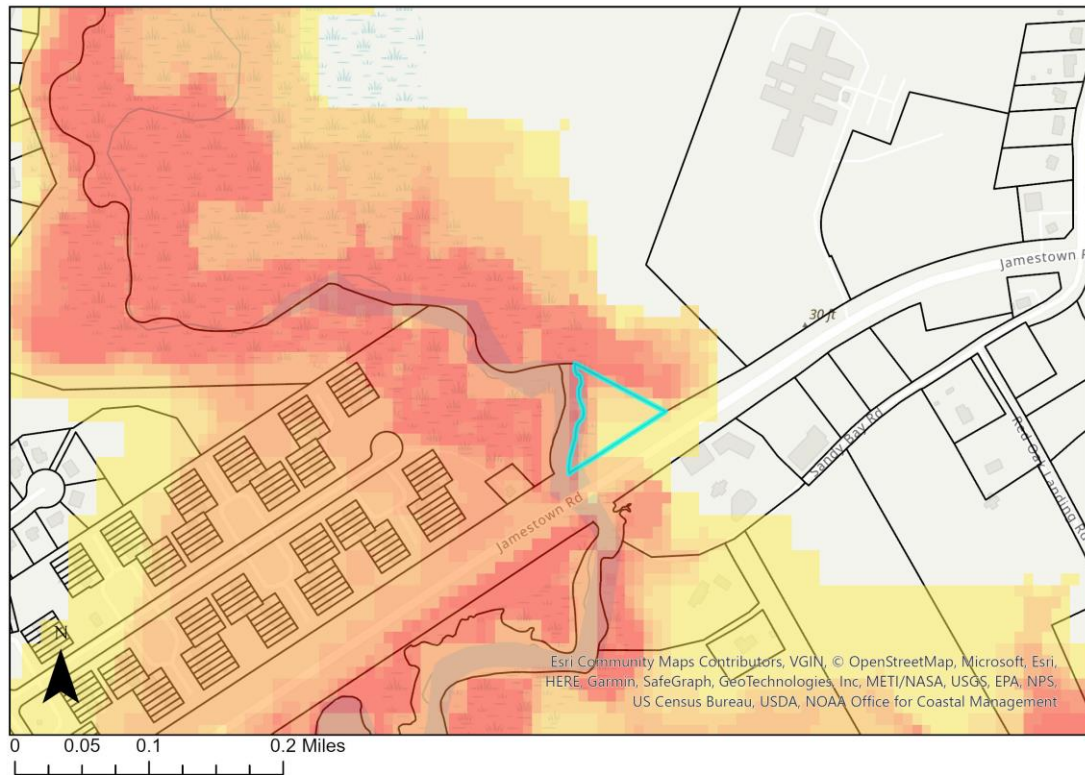 Jamestown R
30 ft
Sandy Bay Rd
Red Oak Landing Rd
Jamestown Rd
N
Esri Community Maps Contributors, VGIN, © OpenStreetMap, Microsoft, Esri,
HERE, Garmin, SafeGraph, GeoTechnologies, Inc, METI/NASA, USGS, EPA, NPS,
US Census Bureau, USDA, NOAA Office for Coastal Management
0 0.05 0.1 0.2 Miles